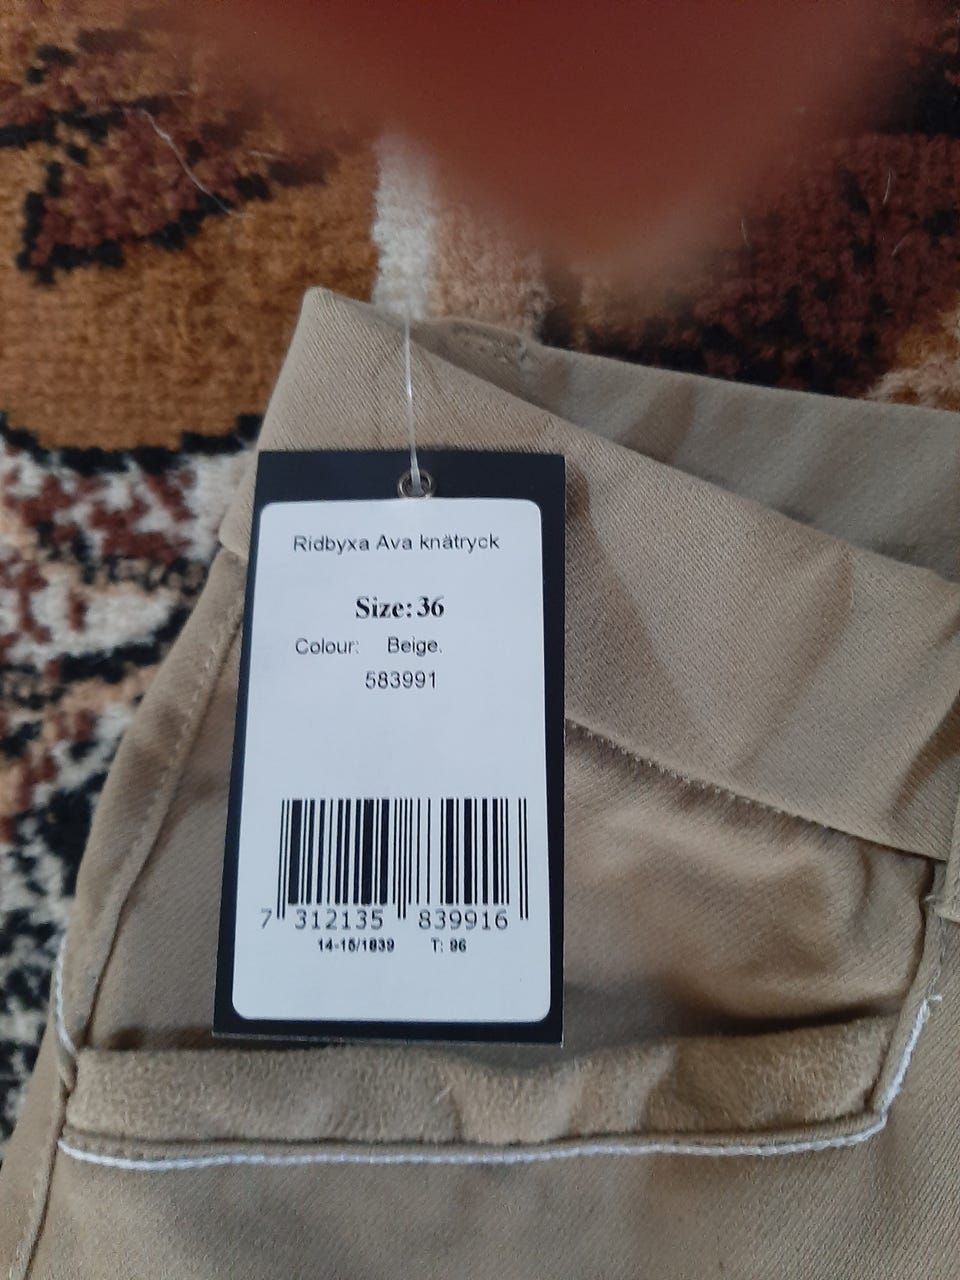 Ridbyxa Ava knätryck
Size: 36
Colour: Beige.
583991
7 312135 839916
14-15/1839 T: 96